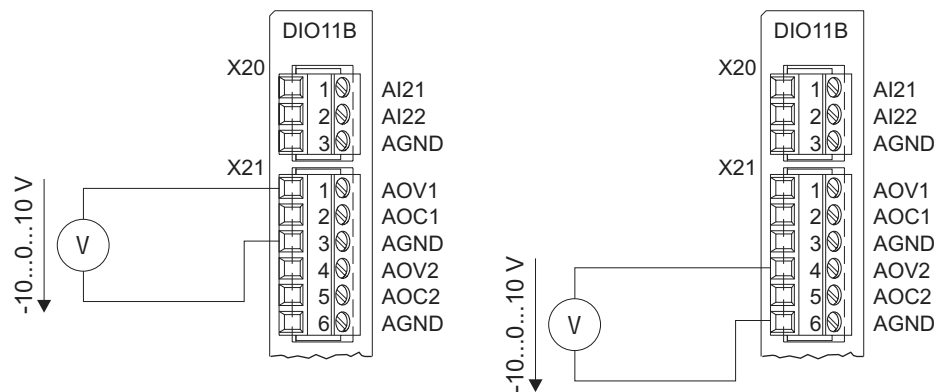 DIO11B
X20
1 AI21
2 AI22
3 AGND
X21
1 AOV1
2 AOC1
3 AGND
4 AOV2
5 AOC2
6 AGND
V
-10...0...10 V
DIO11B
X20
1 AI21
2 AI22
3 AGND
X21
1 AOV1
2 AOC1
3 AGND
4 AOV2
5 AOC2
6 AGND
V
-10...0...10 V